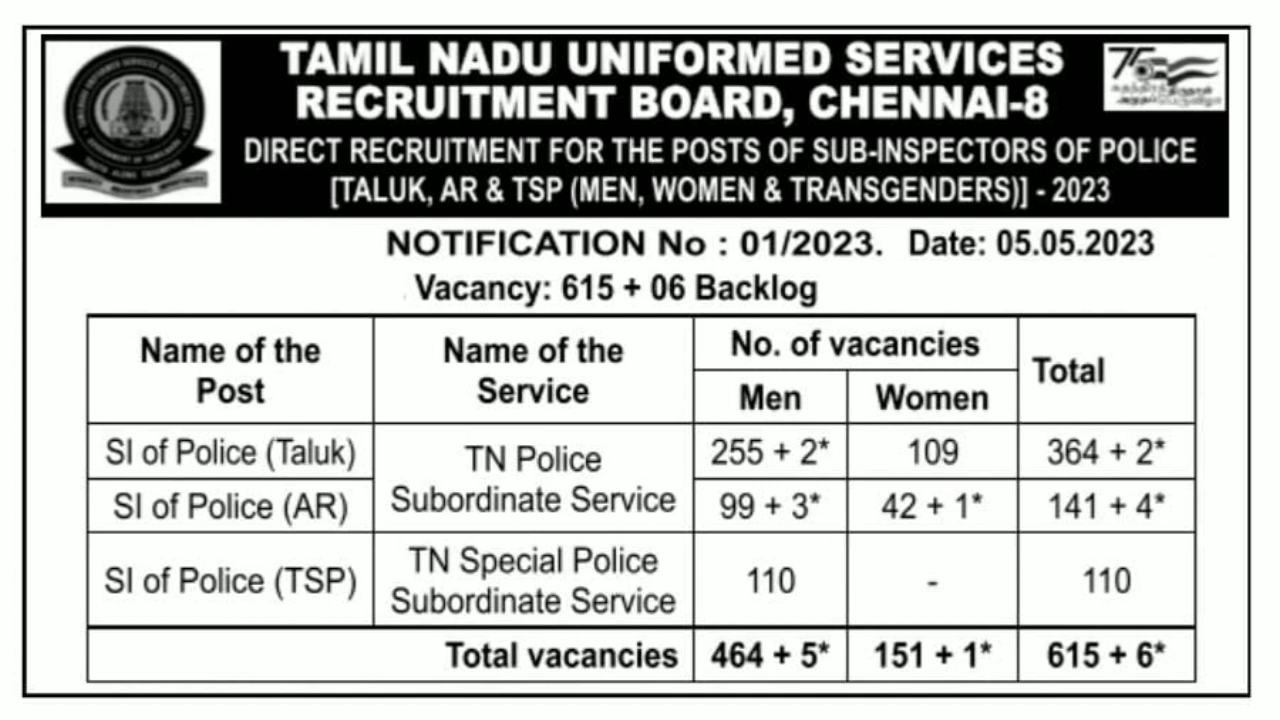 TAMIL NADU UNIFORMED SERVICES
RECRUITMENT BOARD, CHENNAI-8
DIRECT RECRUITMENT FOR THE POSTS OF SUB-INSPECTORS OF POLICE
[TALUK, AR & TSP (MEN, WOMEN & TRANSGENDERS)] - 2023
NOTIFICATION No : 01/2023. Date: 05.05.2023
Vacancy: 615 + 06 Backlog
Name of the Post Name of the Service No. of vacancies Total
Men Women
SI of Police (Taluk) TN Police Subordinate Service 255 + 2* 109 364 + 2*
SI of Police (AR) 99 + 3* 42 + 1* 141 + 4*
SI of Police (TSP) TN Special Police Subordinate Service 110 - 110
Total vacancies 464 + 5* 151 + 1* 615 + 6*